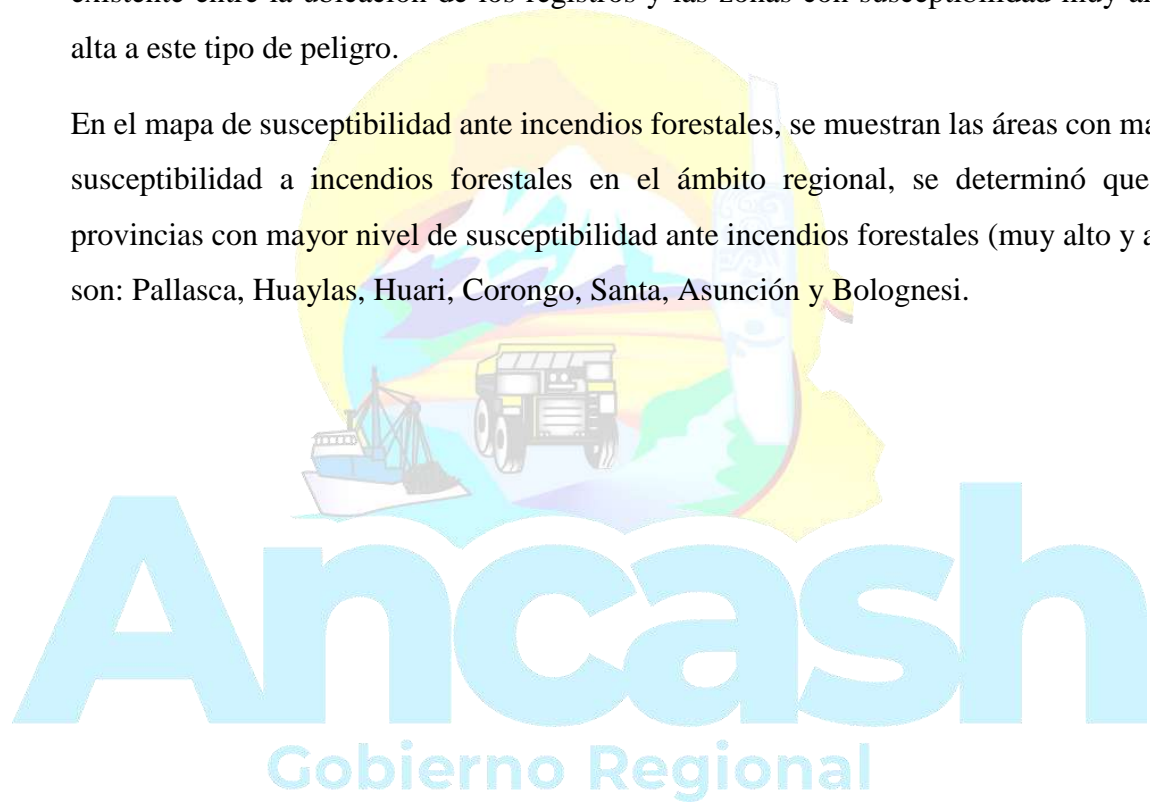 existente entre la ubicación de los registros y las zonas con susceptibilidad muy
alta a este tipo de peligro.
En el mapa de susceptibilidad ante incendios forestales, se muestran las áreas con
susceptibilidad a incendios forestales en el ámbito regional, se determinó que
provincias con mayor nivel de susceptibilidad ante incendios forestales (muy alto y
son: Pallasca, Huaylas, Huari, Corongo, Santa, Asunción y Bolognesi.
Ancash
Gobierno Regional